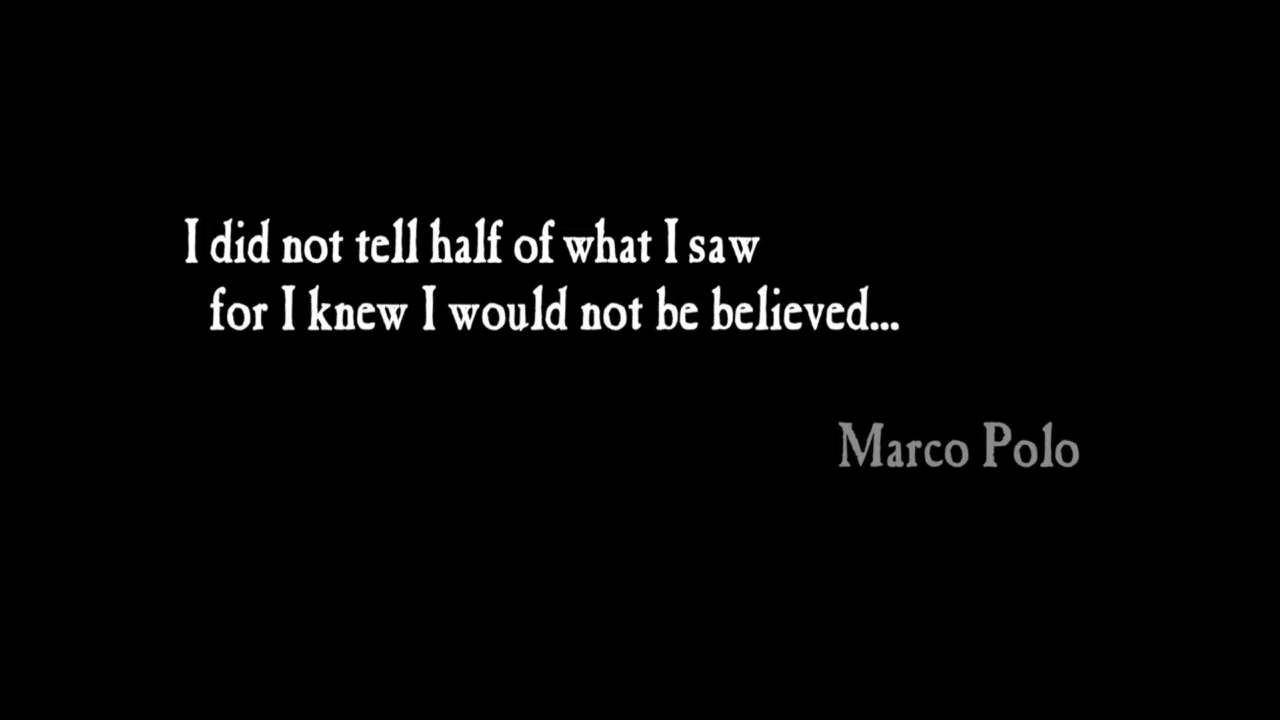 I did not tell half of what I saw
for I knew I would not be believed...
Marco Polo